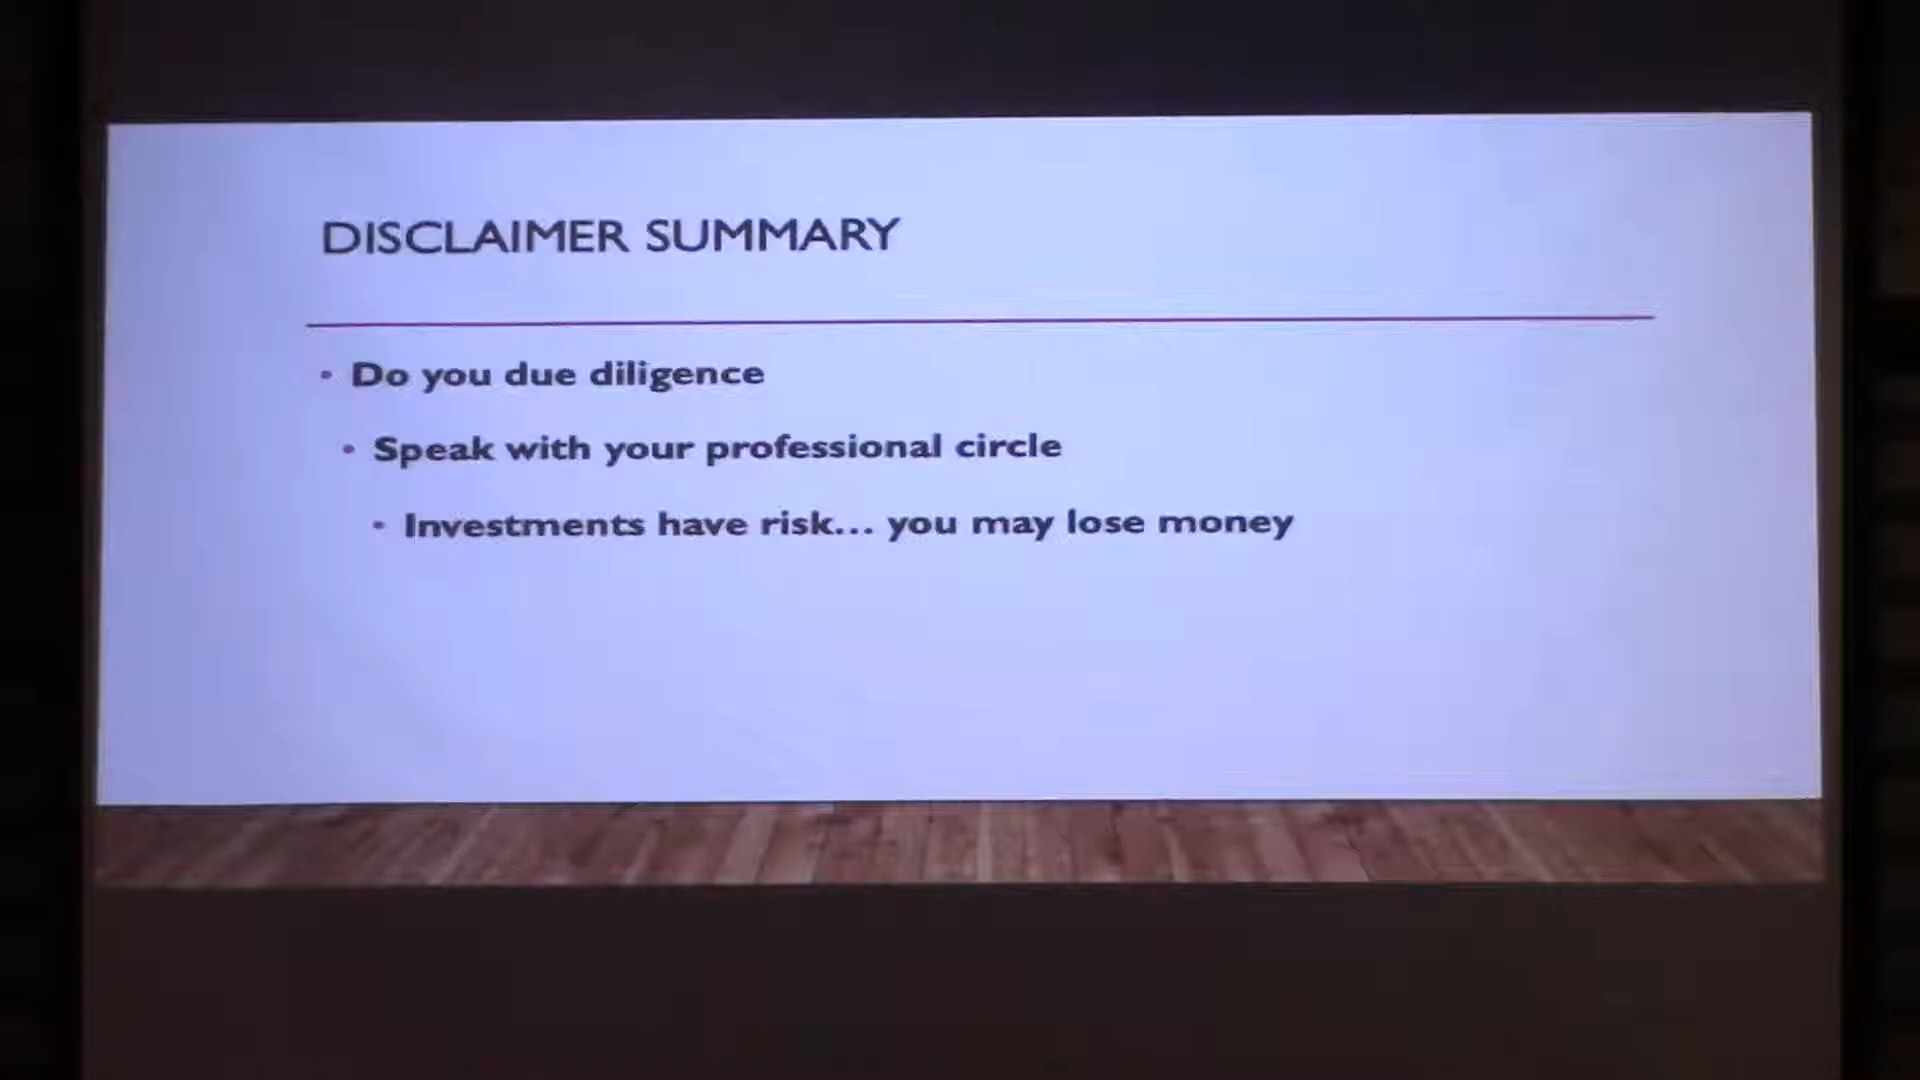 DISCLAIMER SUMMARY
• Do you due diligence
• Speak with your professional circle
• Investments have risk... you may lose money